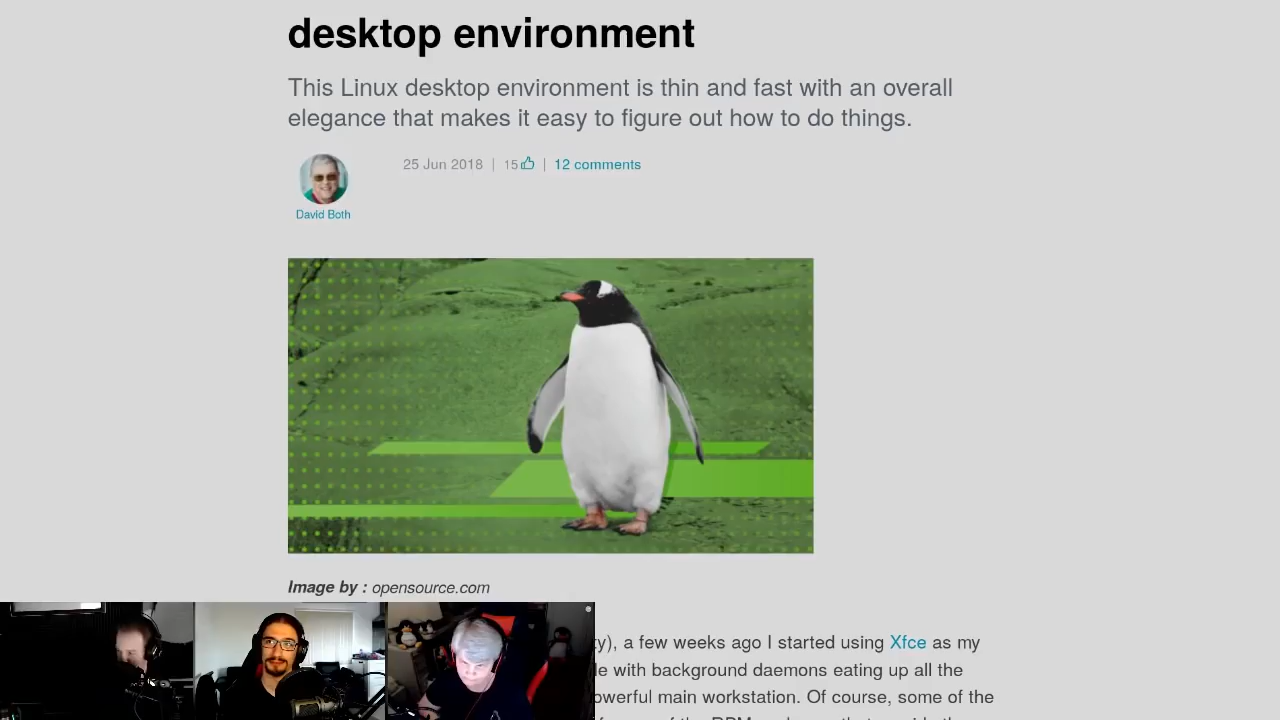 desktop environment
This Linux desktop environment is thin and fast with an overall
elegance that makes it easy to figure out how to do things.
25 Jun 2018 | 15 | 12 comments
David Both
Image by : opensource.com
a few weeks ago I started using Xfce as my
with background daemons eating up all the
main workstation. Of course, some of the